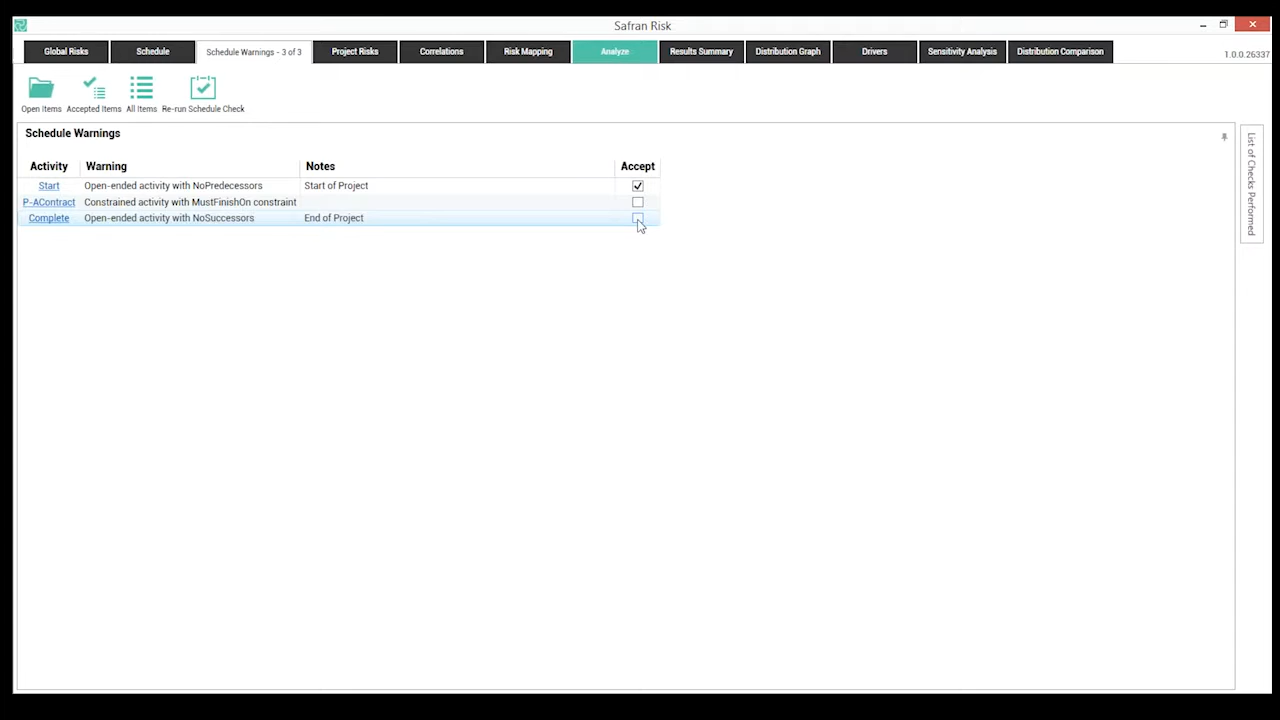 Safran Risk
Global Risks Schedule Schedule Warnings - 3 of 3 Project Risks Correlations Risk Mapping Analyze Results Summary Distribution Graph Drivers Sensitivity Analysis Distribution Comparison
1.0.0.26337
Open Items Accepted Items All Items Re-run Schedule Check
Schedule Warnings
Activity Warning Notes Accept
Start Open-ended activity with NoPredecessors Start of Project
P-AContract Constrained activity with MustFinishOn constraint
Complete Open-ended activity with NoSuccessors End of Project
List of Checks Performed